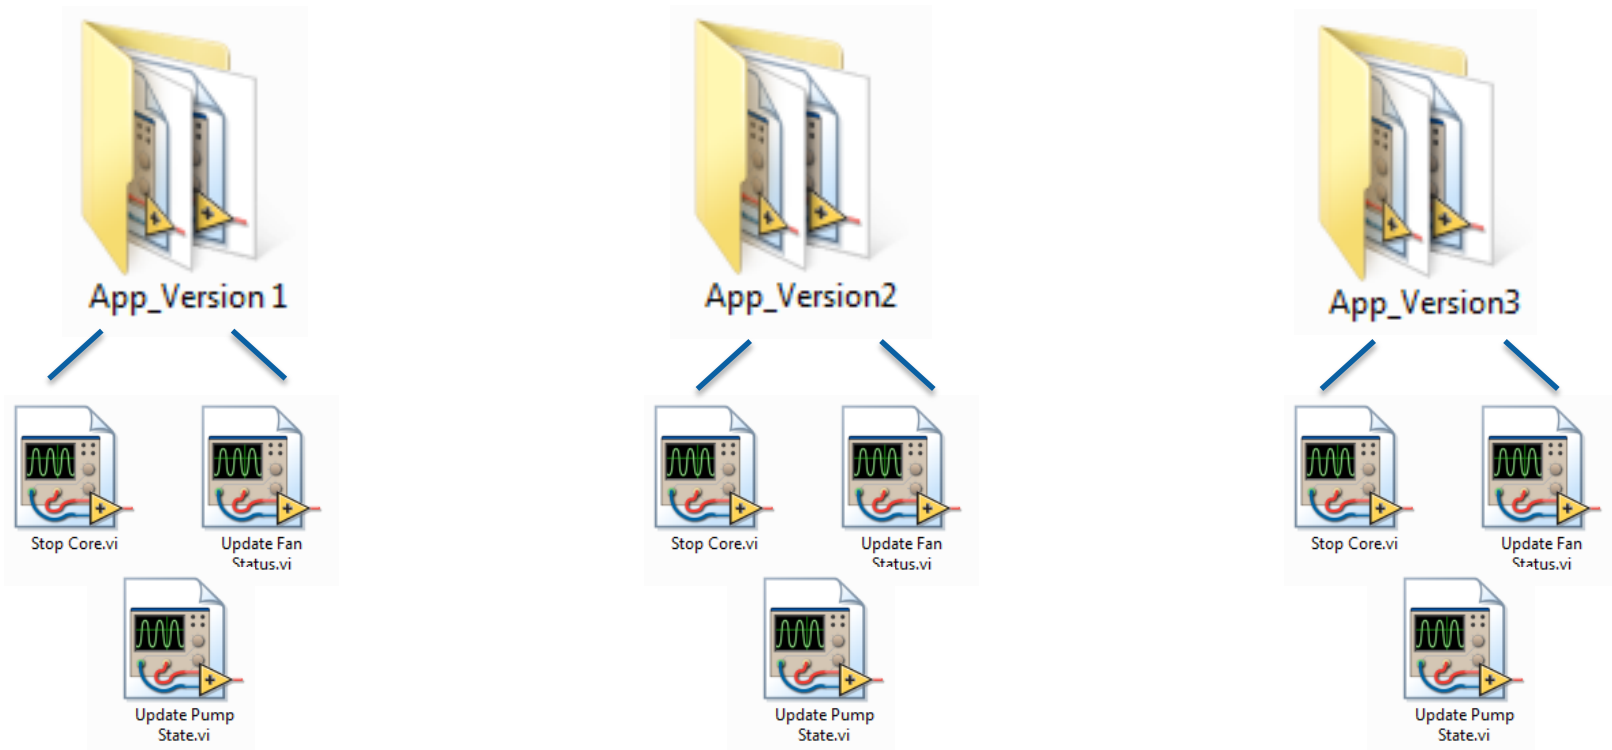 App_Version 1
App_Version2
App_Version3
Stop Core.vi
Update Fan
Status.vi
Stop Core.vi
Update Fan
Status.vi
Stop Core.vi
Update Fan
Status.vi
Update Pump
State.vi
Update Pump
State.vi
Update Pump
State.vi